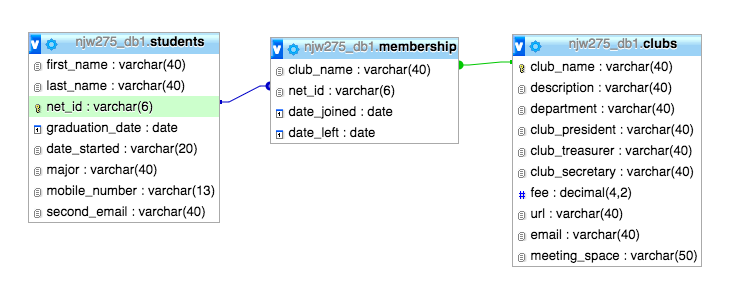 njw275_db1.students
first_name : varchar(40)
last_name : varchar(40)
net_id : varchar(6)
graduation_date : date
date_started : varchar(20)
major : varchar(40)
mobile_number : varchar(13)
second_email : varchar(40)
njw275_db1.membership
club_name : varchar(40)
net_id : varchar(6)
date_joined : date
date_left : date
njw275_db1.clubs
club_name : varchar(40)
description : varchar(40)
department : varchar(40)
club_president : varchar(40)
club_treasurer : varchar(40)
club_secretary : varchar(40)
# fee : decimal(4,2)
url : varchar(40)
email : varchar(40)
meeting_space : varchar(50)